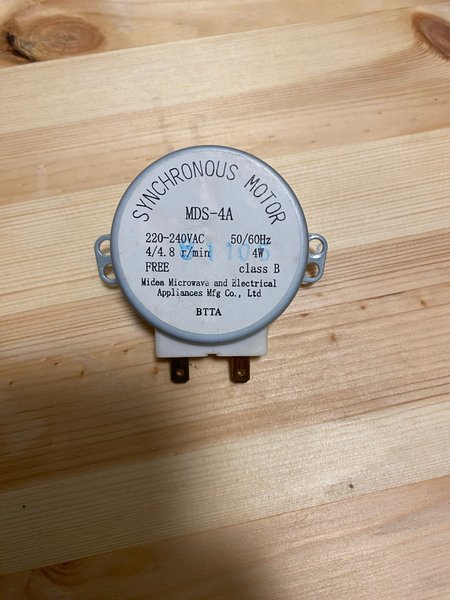 SYNCHRONOUS MOTOR
MDS-4A
220-240VAC 50/60Hz
4/4.8 r/min 4W
FREE class B
Midea Microwave and Electrical
Appliances Mfg Co., Ltd
BTTA